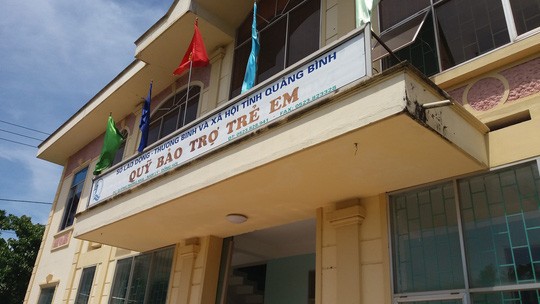 SỞ LAO ĐỘNG - THƯƠNG BINH VÀ XÃ HỘI TỈNH QUẢNG BÌNH
QUỸ BẢO TRỢ TRẺ EM